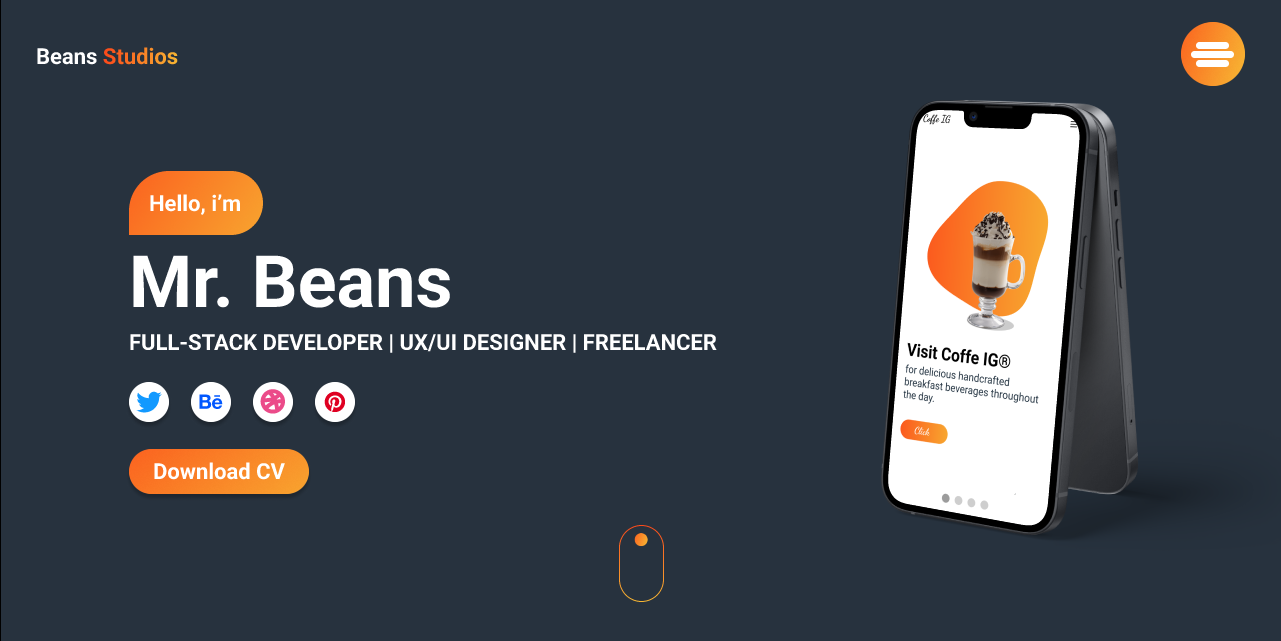 Beans Studios
Hello, i’m
Mr. Beans
FULL-STACK DEVELOPER | UX/UI DESIGNER | FREELANCER
Bē
Download CV
Coffe IG
Visit Coffe IG®
for delicious handcrafted
breakfast beverages throughout
the day.
Click